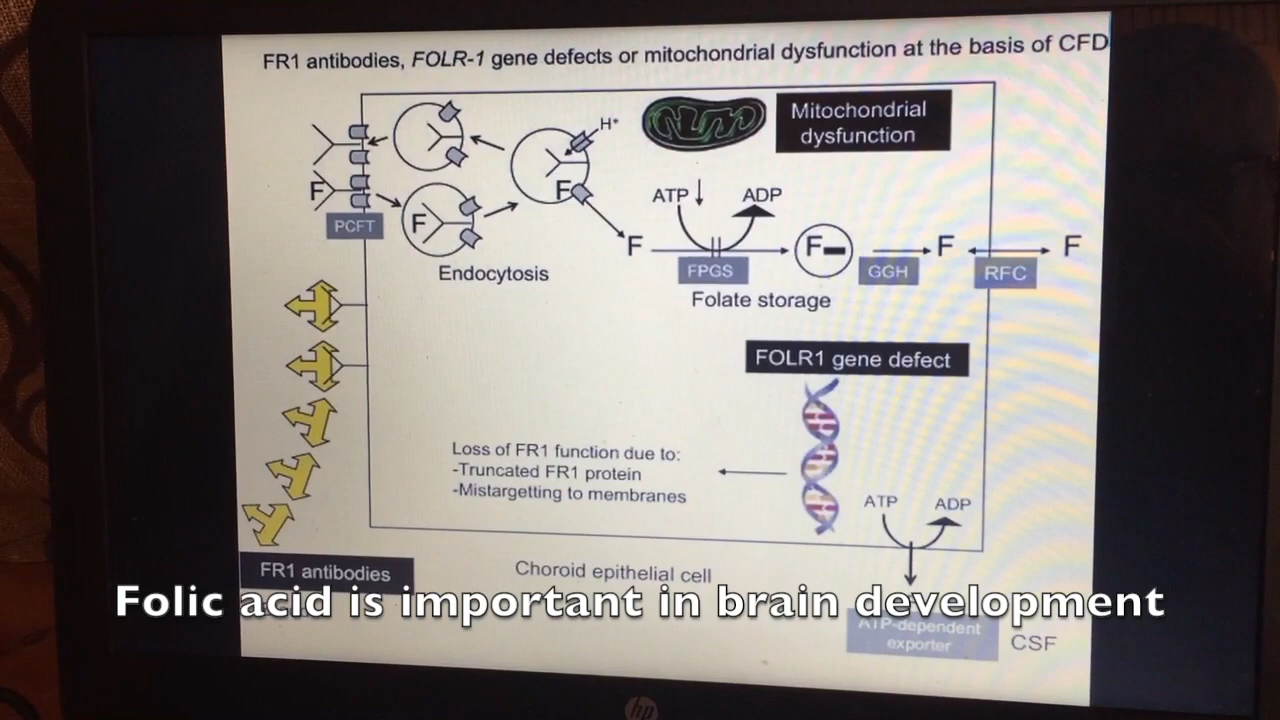 FR1 antibodies, FOLR-1 gene defects or mitochondrial dysfunction at the basis of CFD
Mitochondrial
dysfunction
H+
F
PCFT
F
F
Endocytosis
F
ATP
ADP
FPGS
Folate storage
F
GGH
F
RFC
F
FOLR1 gene defect
Loss of FR1 function due to:
-Truncated FR1 protein
-Mistargetting to membranes
ATP
ADP
FR1 antibodies
Choroid epithelial cell
Folic acid is important in brain development
ATP-dependent
exporter
CSF
hp